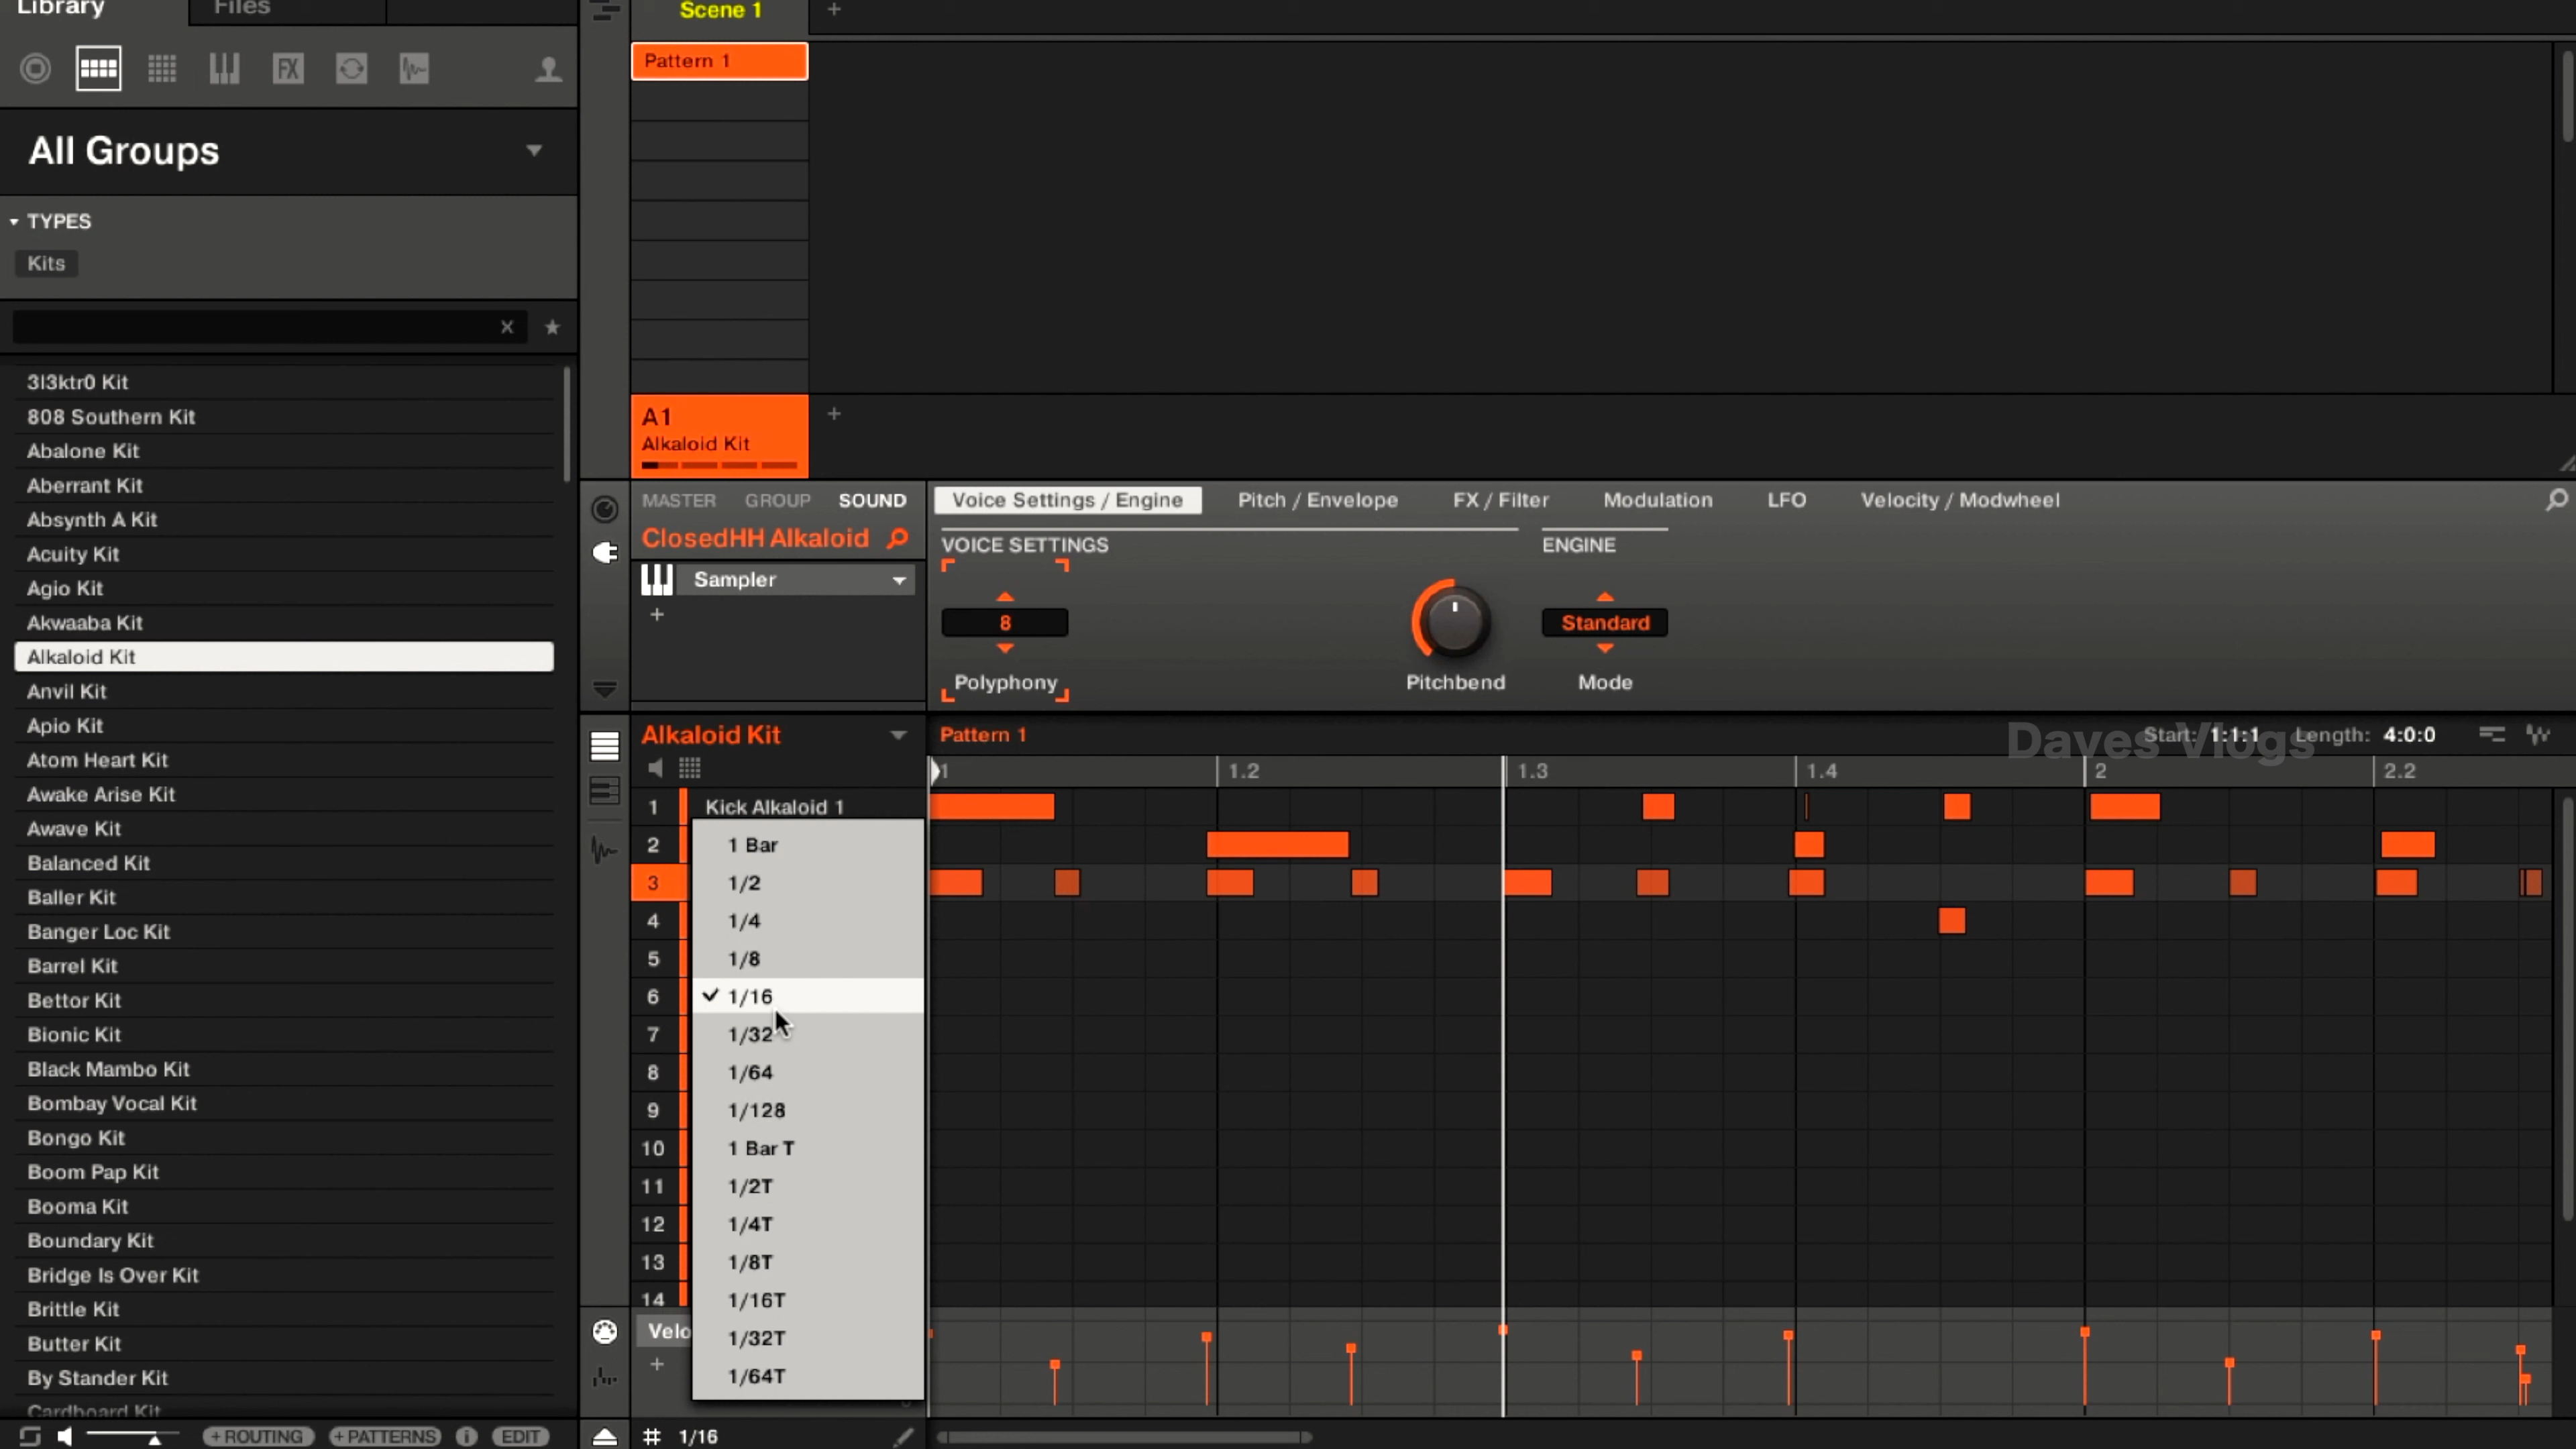 Library Files
Scene 1 +
Pattern 1
FX
All Groups
TYPES
Kits
3l3ktr0 Kit
808 Southern Kit
Abalone Kit
Aberrant Kit
Absynth A Kit
Acuity Kit
Agio Kit
Akwaaba Kit
Alkaloid Kit
Anvil Kit
Apio Kit
Atom Heart Kit
Awake Arise Kit
Awave Kit
Balanced Kit
Baller Kit
Banger Loc Kit
Barrel Kit
Bettor Kit
Bionic Kit
Black Mambo Kit
Bombay Vocal Kit
Bongo Kit
Boom Pap Kit
Booma Kit
Boundary Kit
Bridge Is Over Kit
Brittle Kit
Butter Kit
By Stander Kit
Cardboard Kit
+ ROUTING + PATTERNS i EDIT
A1 +
Alkaloid Kit
MASTER GROUP SOUND
ClosedHH Alkaloid
Sampler
+
Voice Settings / Engine Pitch / Envelope FX / Filter Modulation LFO Velocity / Modwheel
VOICE SETTINGS ENGINE
8 Standard
Polyphony Pitchbend Mode
Alkaloid Kit Pattern 1 Start: 1:1:1 Length: 4:0:0
Daves Vlogs
1 1.2 1.3 1.4 2 2.2
1 Kick Alkaloid 1
2
3
4
5
6
7
8
9
10
11
12
13
14
1 Bar
1/2
1/4
1/8
1/16
1/32
1/64
1/128
1 Bar T
1/2T
1/4T
1/8T
1/16T
1/32T
1/64T
Velo
+
# 1/16